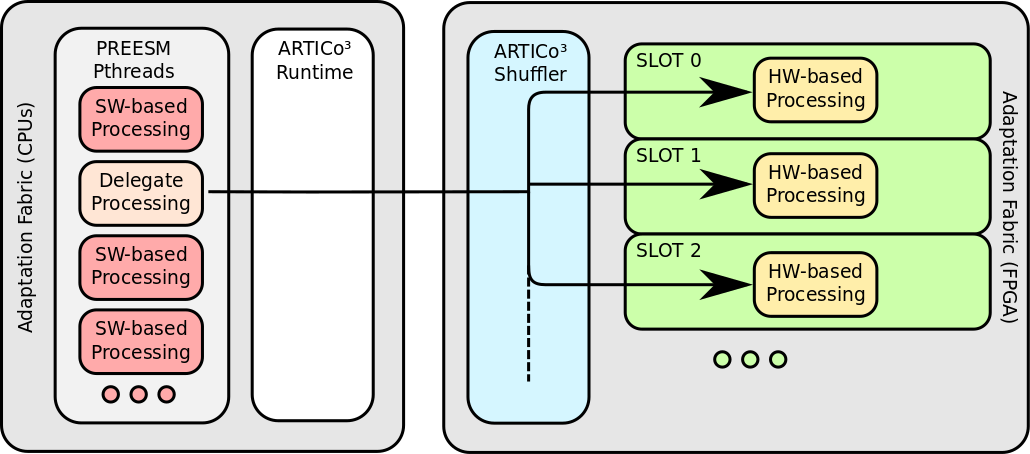 Adaptation Fabric (CPUs)
PREESM
Pthreads
SW-based
Processing
Delegate
Processing
SW-based
Processing
SW-based
Processing
ARTICo³
Runtime
ARTICo³
Shuffler
SLOT 0
HW-based
Processing
SLOT 1
HW-based
Processing
SLOT 2
HW-based
Processing
Adaptation Fabric (FPGA)